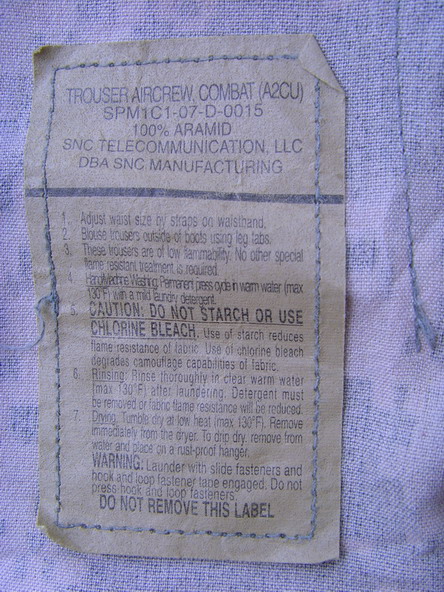 TROUSER AIRCREW, COMBAT (A2CU)
SPM1C1-07-D-0015
100% ARAMID
SNC TELECOMMUNICATION, LLC
DBA SNC MANUFACTURING
1. Adjust waist size by straps on waistband.
2. Blouse trousers outside of boots using leg tabs.
3. These trousers are of low flammability. No other special
flame resistant treatment is required.
4. Hand/Machine Washing: Permanent press cycle in warm water (max
130°F) with a mild laundry detergent.
5. CAUTION: DO NOT STARCH OR USE
CHLORINE BLEACH. Use of starch reduces
flame resistance of fabric. Use of chlorine bleach
degrades camouflage capabilities of fabric.
6. Rinsing: Rinse thoroughly in clear warm water
(max 130°F) after laundering. Detergent must
be removed or fabric flame resistance will be reduced.
7. Drying: Tumble dry at low heat (max 130°F). Remove
immediately from the dryer. To drip dry, remove from
water and place on a rust-proof hanger.
WARNING: Launder with slide fasteners and
hook and loop fastener tape engaged. Do not
press hook and loop fasteners
DO NOT REMOVE THIS LABEL